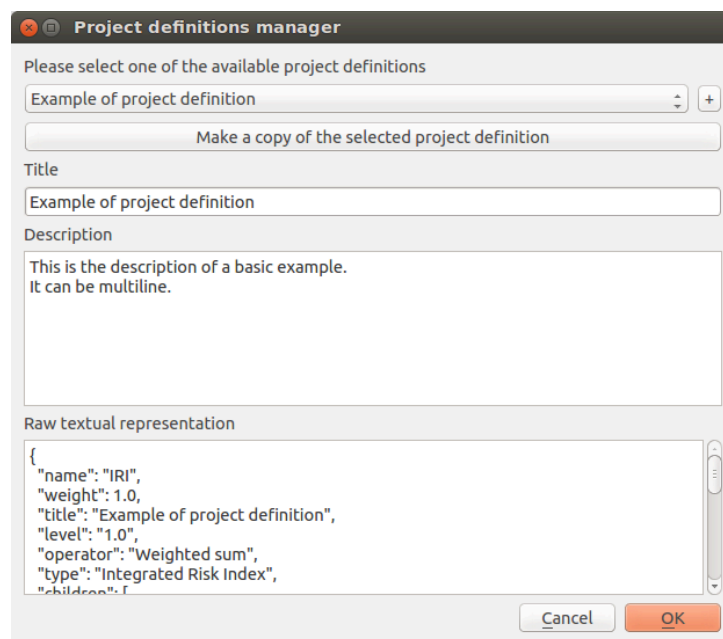 Project definitions manager
Please select one of the available project definitions
Example of project definition
+
Make a copy of the selected project definition
Title
Example of project definition
Description
This is the description of a basic example.
It can be multiline.
Raw textual representation
{
"name": "IRI",
"weight": 1.0,
"title": "Example of project definition",
"level": "1.0",
"operator": "Weighted sum",
"type": "Integrated Risk Index",
"children": [
Cancel
OK